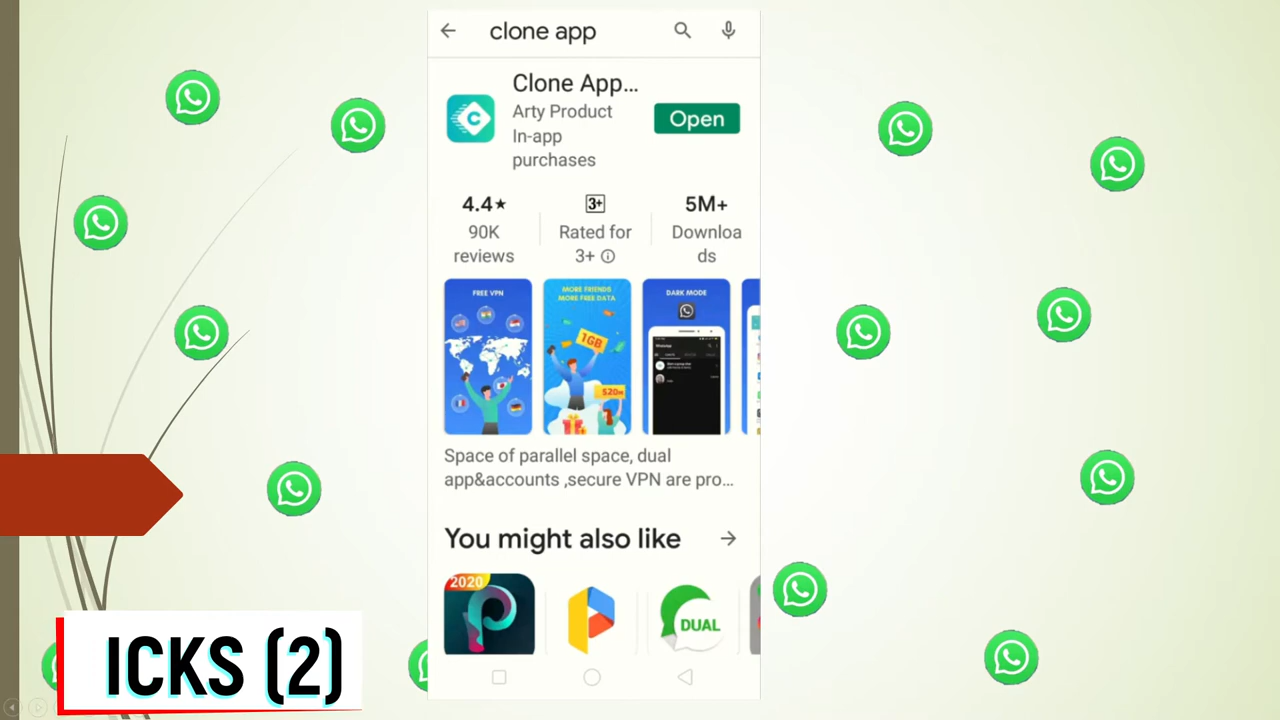 clone app
Clone App...
Arty Product
In-app
purchases
Open
4.4★
90K
reviews
3+
Rated for
3+
5M+
Downloa
ds
FREE VPN
MORE FRIENDS
MORE FREE DATA
1GB
$20
DARK MODE
WhatsApp
Space of parallel space, dual
app&accounts ,secure VPN are pro...
You might also like
2020
DUAL
ICKS (2)